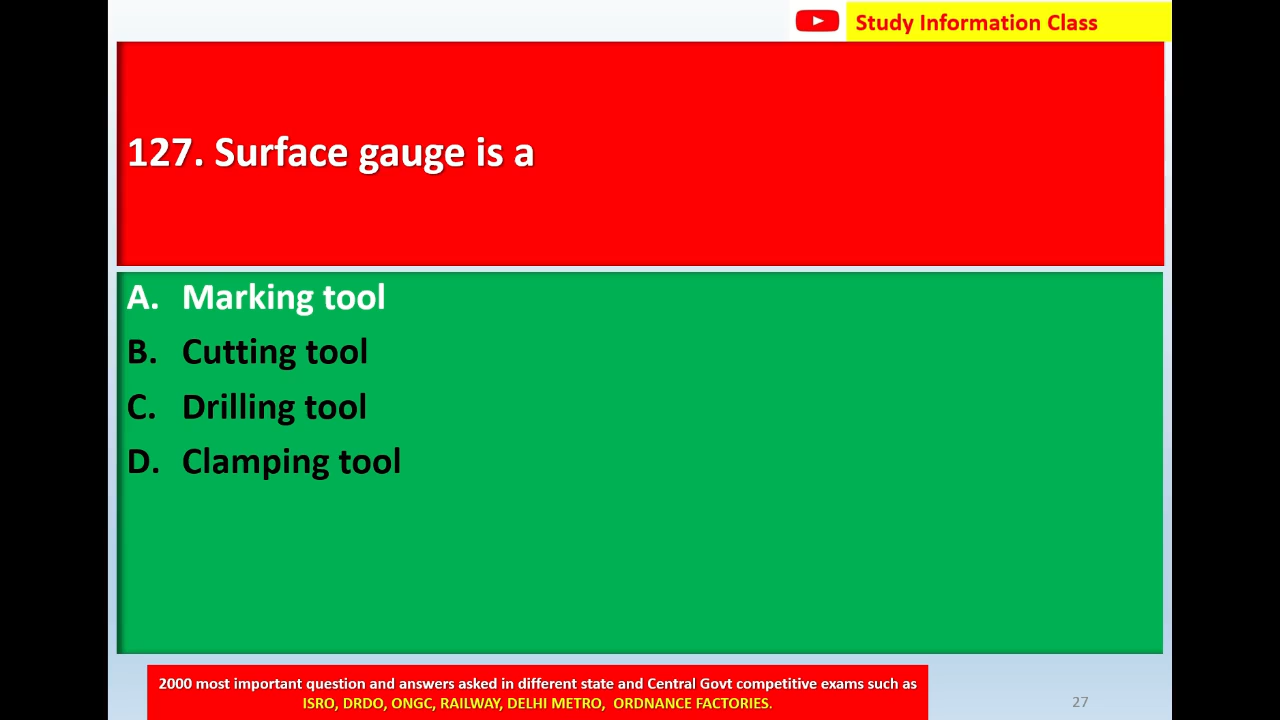 Study Information Class
127. Surface gauge is a
A. Marking tool
B. Cutting tool
C. Drilling tool
D. Clamping tool
2000 most important question and answers asked in different state and Central Govt competitive exams such as
ISRO, DRDO, ONGC, RAILWAY, DELHI METRO, ORDNANCE FACTORIES.
27